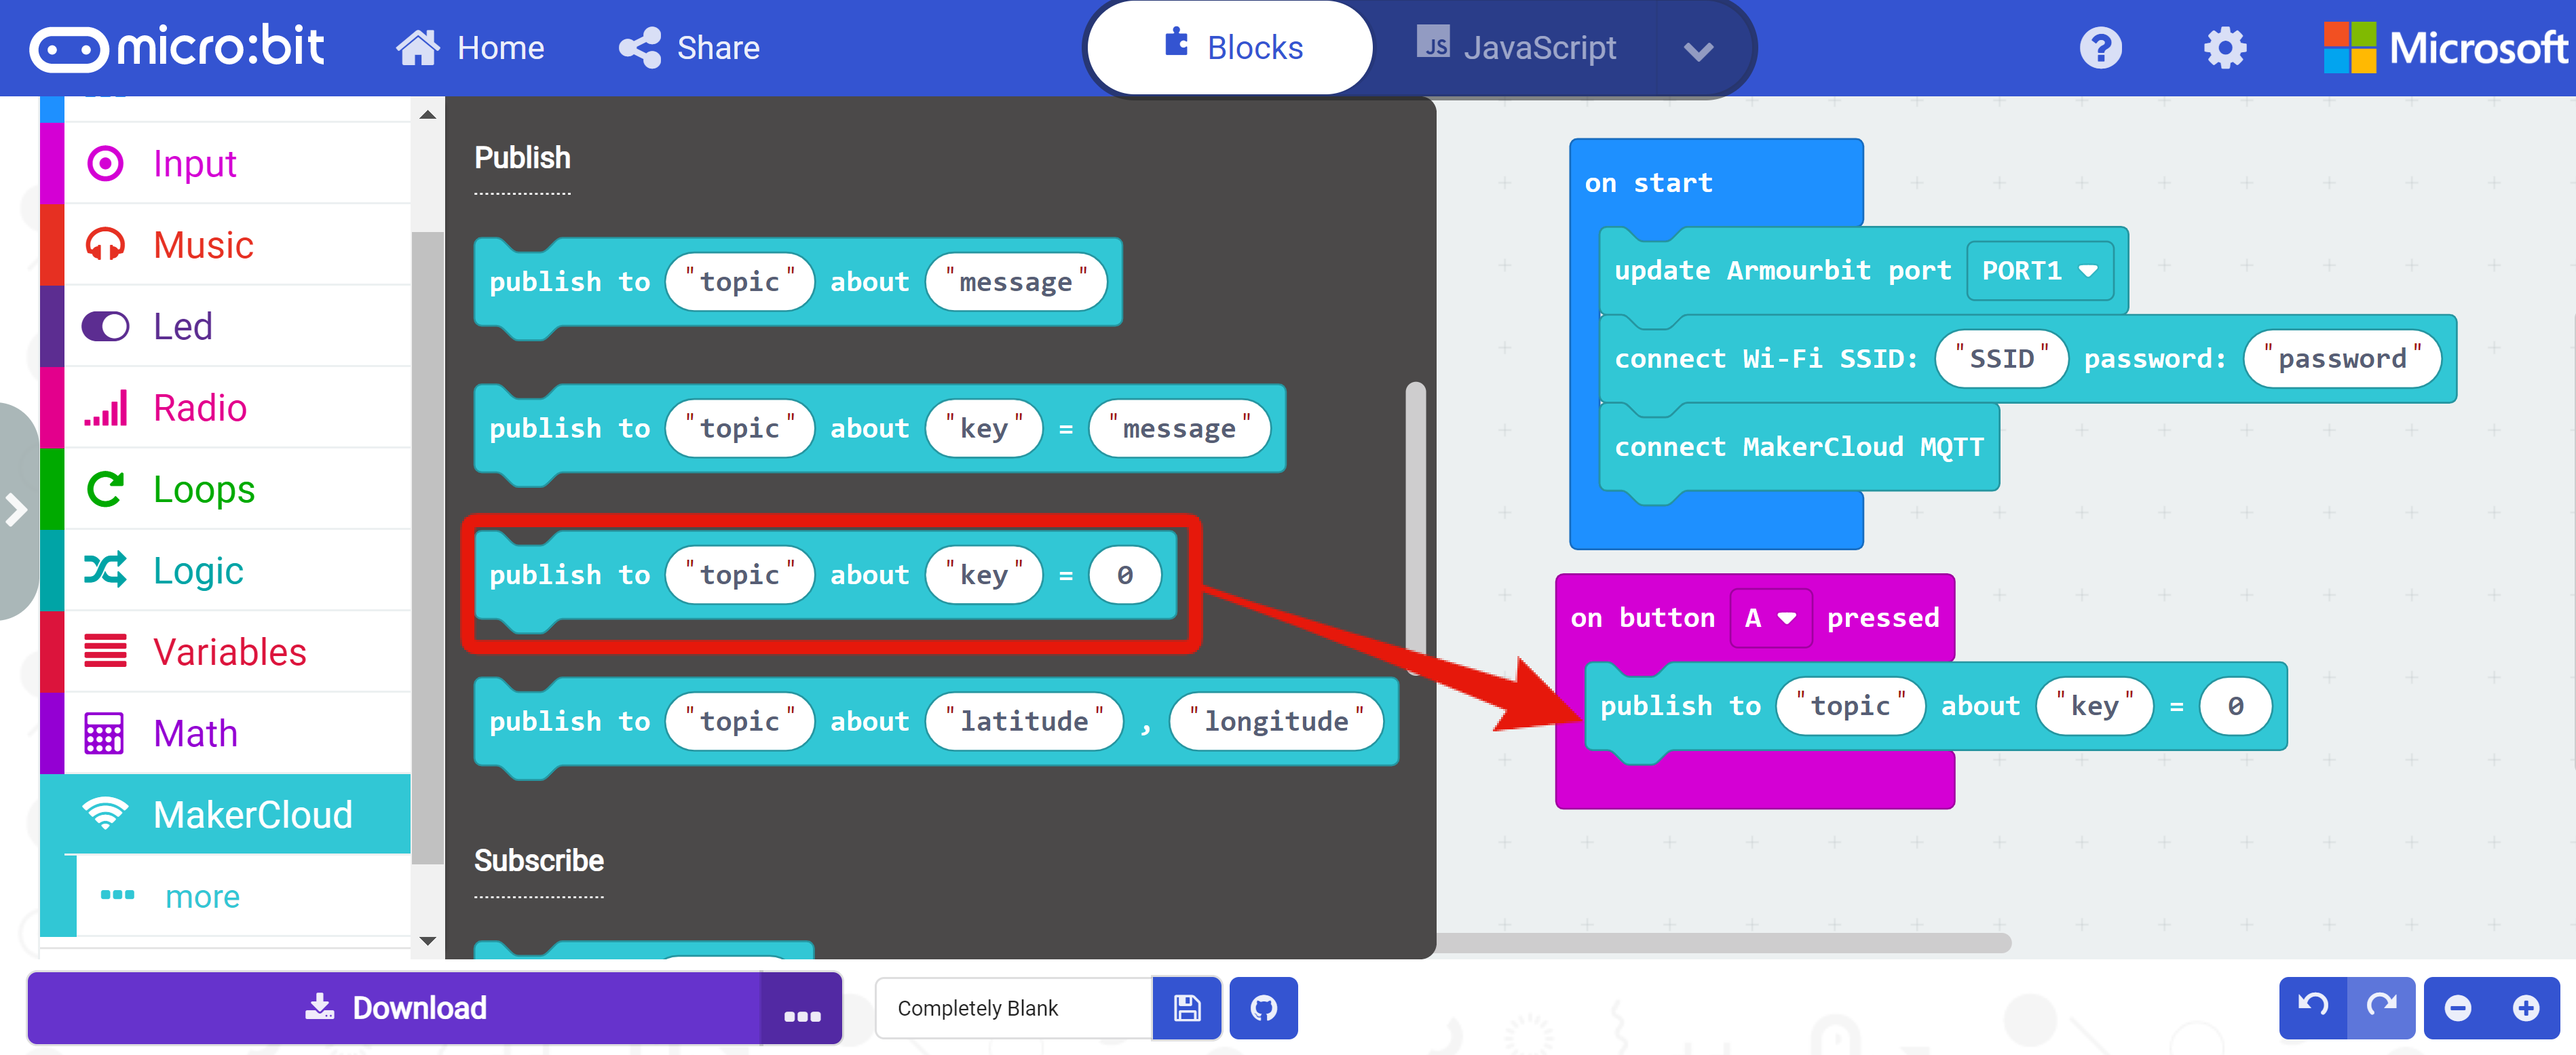 micro:bit Home Share Blocks JS JavaScript ? Microsoft
Input
Music
Led
Radio
Loops
Logic
Variables
Math
MakerCloud
more
Publish
publish to "topic" about "message"
publish to "topic" about "key" = "message"
publish to "topic" about "key" = 0
publish to "topic" about "latitude" , "longitude"
Subscribe
on start
update Armourbit port PORT1
connect Wi-Fi SSID: "SSID" password: "password"
connect MakerCloud MQTT
on button A pressed
publish to "topic" about "key" = 0
Download ... Completely Blank